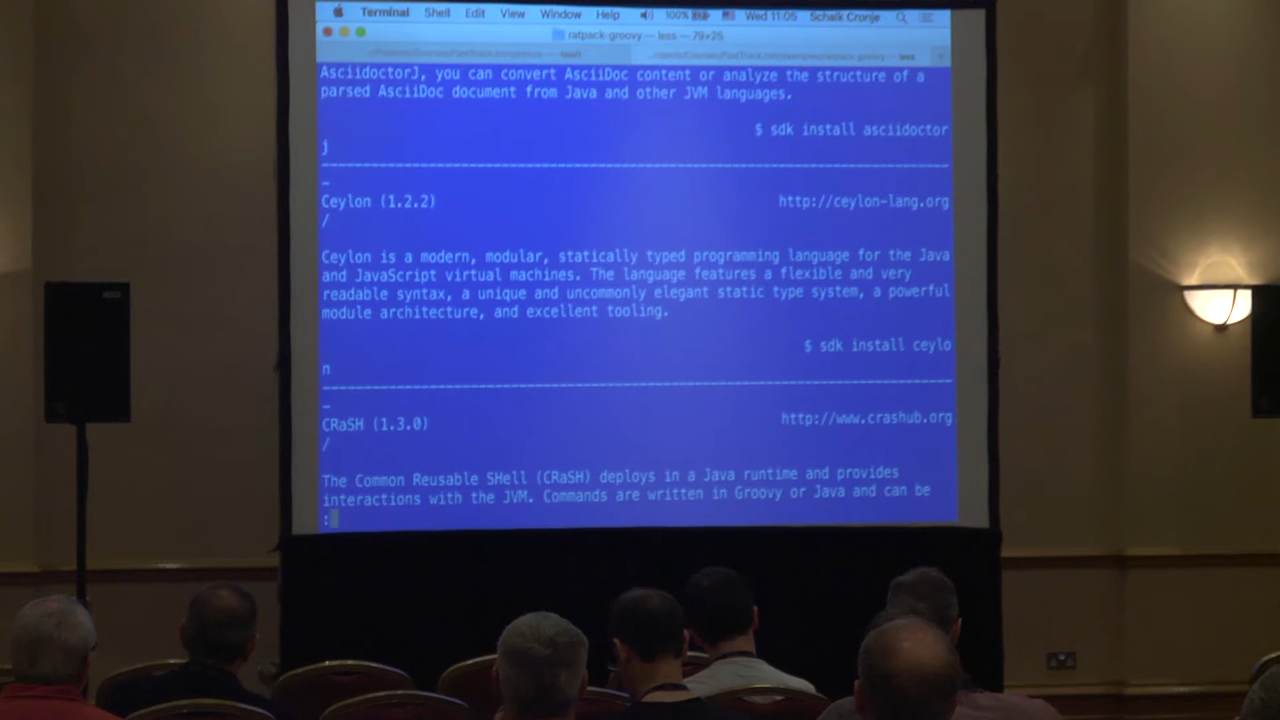 Terminal Shell Edit View Window Help 100% Wed 11:05 Schalk Cronje
ratpack-groovy — less — 79×25
AsciidoctorJ, you can convert AsciiDoc content or analyze the structure of a
parsed AsciiDoc document from Java and other JVM languages.
$ sdk install asciidoctor
j
--------------------------------------------------------------------------------
Ceylon (1.2.2) http://ceylon-lang.org
/
Ceylon is a modern, modular, statically typed programming language for the Java
and JavaScript virtual machines. The language features a flexible and very
readable syntax, a unique and uncommonly elegant static type system, a powerful
module architecture, and excellent tooling.
$ sdk install ceylo
n
--------------------------------------------------------------------------------
CRaSH (1.3.0) http://www.crashub.org
/
The Common Reusable SHell (CRaSH) deploys in a Java runtime and provides
interactions with the JVM. Commands are written in Groovy or Java and can be
: